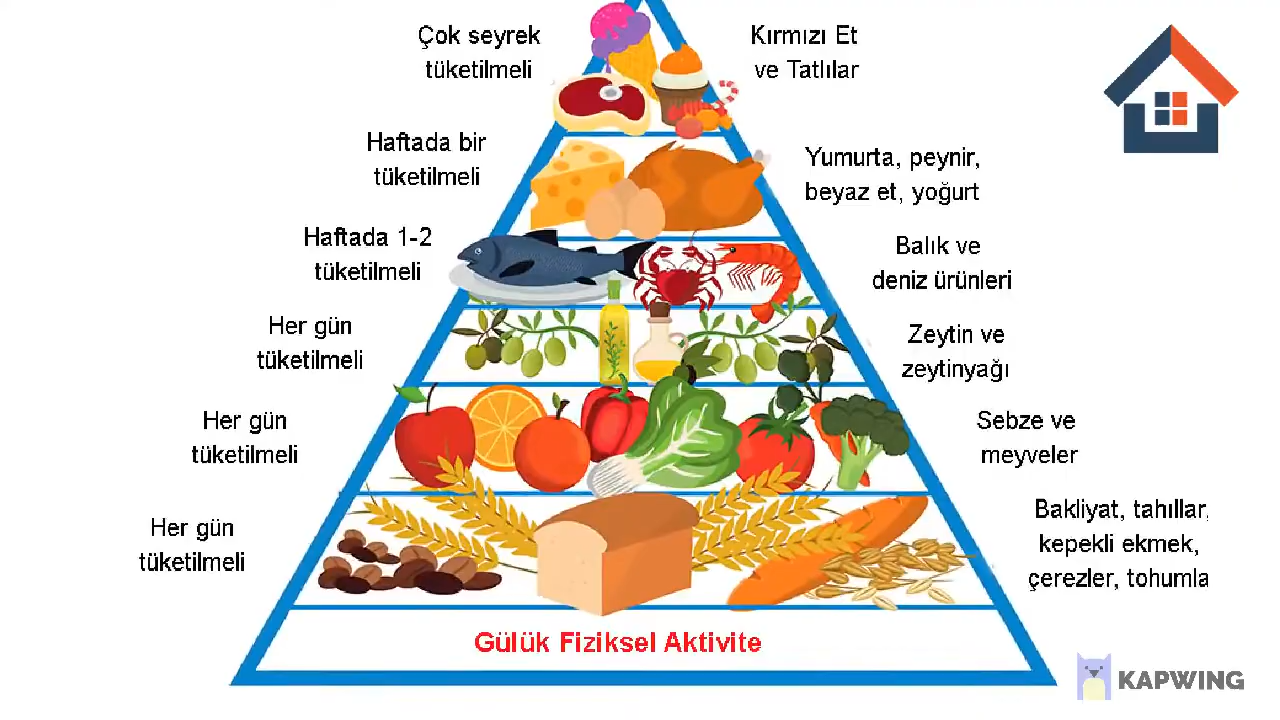 Çok seyrek
tüketilmeli
Kırmızı Et
ve Tatlılar
Haftada bir
tüketilmeli
Yumurta, peynir,
beyaz et, yoğurt
Haftada 1-2
tüketilmeli
Balık ve
deniz ürünleri
Her gün
tüketilmeli
Zeytin ve
zeytinyağı
Her gün
tüketilmeli
Sebze ve
meyveler
Her gün
tüketilmeli
Bakliyat, tahıllar,
kepekli ekmek,
çerezler, tohumla
Gülük Fiziksel Aktivite
KAPWING